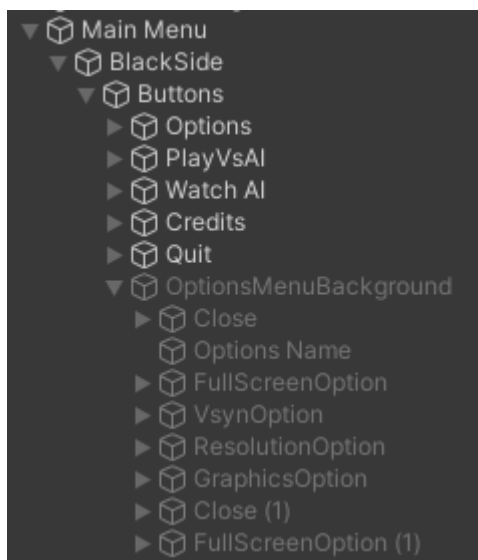 Main Menu
BlackSide
Buttons
Options
PlayVsAI
Watch AI
Credits
Quit
OptionsMenuBackground
Close
Options Name
FullScreenOption
VsynOption
ResolutionOption
GraphicsOption
Close (1)
FullScreenOption (1)